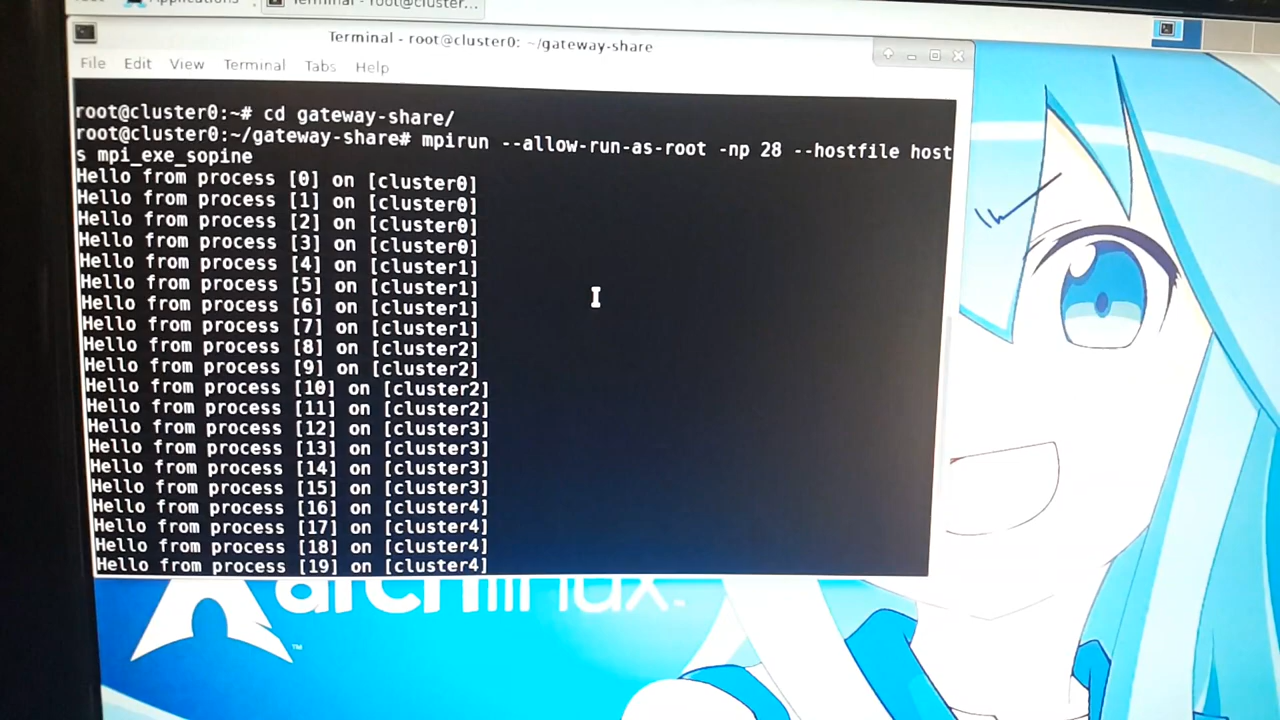 Applications
Terminal - root@cluster...
Terminal - root@cluster0: ~/gateway-share
File Edit View Terminal Tabs Help
root@cluster0:~# cd gateway-share/
root@cluster0:~/gateway-share# mpirun --allow-run-as-root -np 28 --hostfile host
s mpi_exe_sopine
Hello from process [0] on [cluster0]
Hello from process [1] on [cluster0]
Hello from process [2] on [cluster0]
Hello from process [3] on [cluster0]
Hello from process [4] on [cluster1]
Hello from process [5] on [cluster1]
Hello from process [6] on [cluster1]
Hello from process [7] on [cluster1]
Hello from process [8] on [cluster2]
Hello from process [9] on [cluster2]
Hello from process [10] on [cluster2]
Hello from process [11] on [cluster2]
Hello from process [12] on [cluster3]
Hello from process [13] on [cluster3]
Hello from process [14] on [cluster3]
Hello from process [15] on [cluster3]
Hello from process [16] on [cluster4]
Hello from process [17] on [cluster4]
Hello from process [18] on [cluster4]
Hello from process [19] on [cluster4]
archlinux™